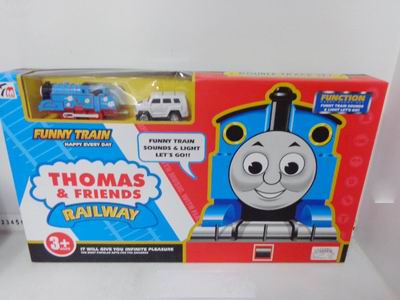 FUNCTION
FUNNY TRAIN SOUNDS
& LIGHT LET'S GO!
FUNNY TRAIN
HAPPY EVERY DAY
FUNNY TRAIN
SOUNDS & LIGHT
LET'S GO!!
THOMAS
& FRIENDS
RAILWAY
3+
IT WILL GIVE YOU INFINITE PLEASURE